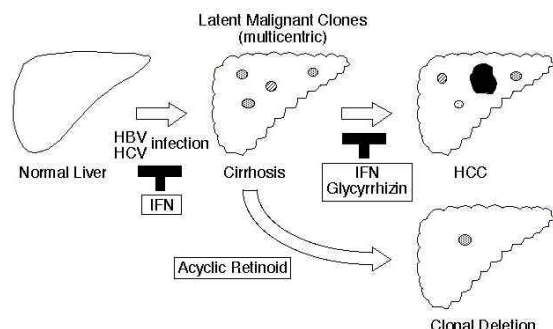 Latent Malignant Clones
(multicentric)
HBV
HCV
infection
Normal Liver
Cirrhosis
HCC
IFN
IFN
Glycyrrhizin
Acyclic Retinoid
Clonal Deletion